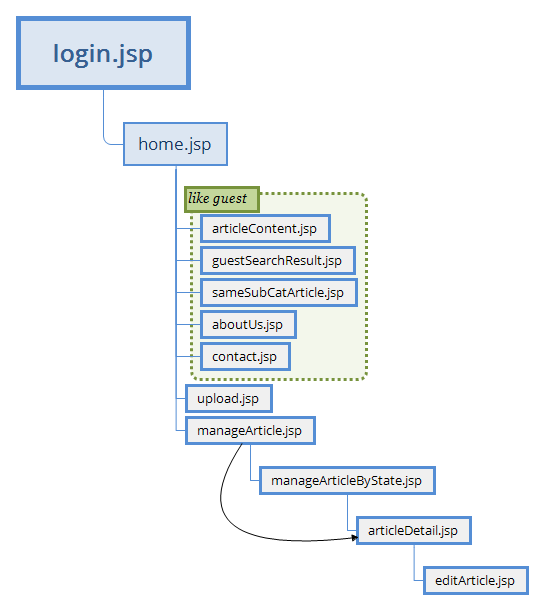 login.jsp
home.jsp
like guest
articleContent.jsp
guestSearchResult.jsp
sameSubCatArticle.jsp
aboutUs.jsp
contact.jsp
upload.jsp
manageArticle.jsp
manageArticleByState.jsp
articleDetail.jsp
editArticle.jsp